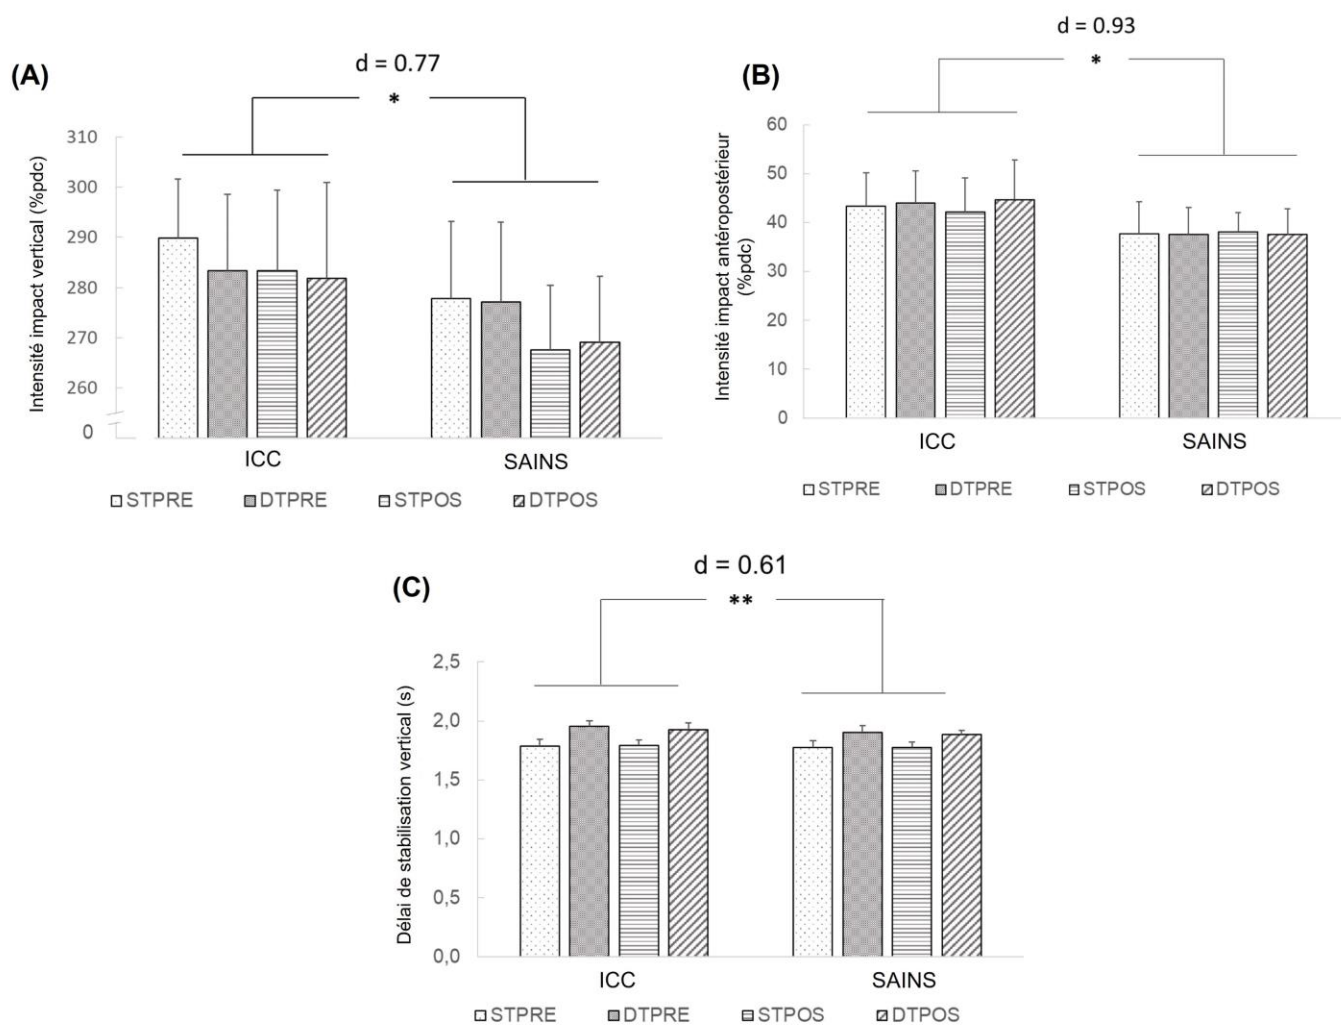 (A)
d = 0.77
*
Intensité impact vertical (%pdc)
310
300
290
280
270
260
0
ICC
SAINS
STPRE DTPRE STPOS DTPOS
(B)
d = 0.93
*
Intensité impact antéropostérieur
(%pdc)
60
50
40
30
20
10
0
ICC
SAINS
STPRE DTPRE STPOS DTPOS
(C)
d = 0.61
**
Délai de stabilisation vertical (s)
2,5
2,0
1,5
1,0
0,5
0,0
ICC
SAINS
STPRE DTPRE STPOS DTPOS